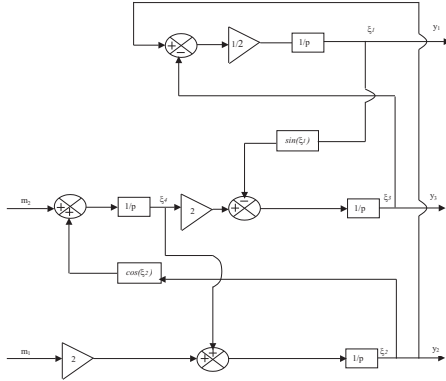 ξ₁ y₁
+ − 1/2 1/p
sin(ξ₁)
m₂ + + 1/p ξ₄ 2 + − 1/p ξ₃ y₃
cos(ξ₂)
m₁ 2 + + 1/p ξ₂ y₂